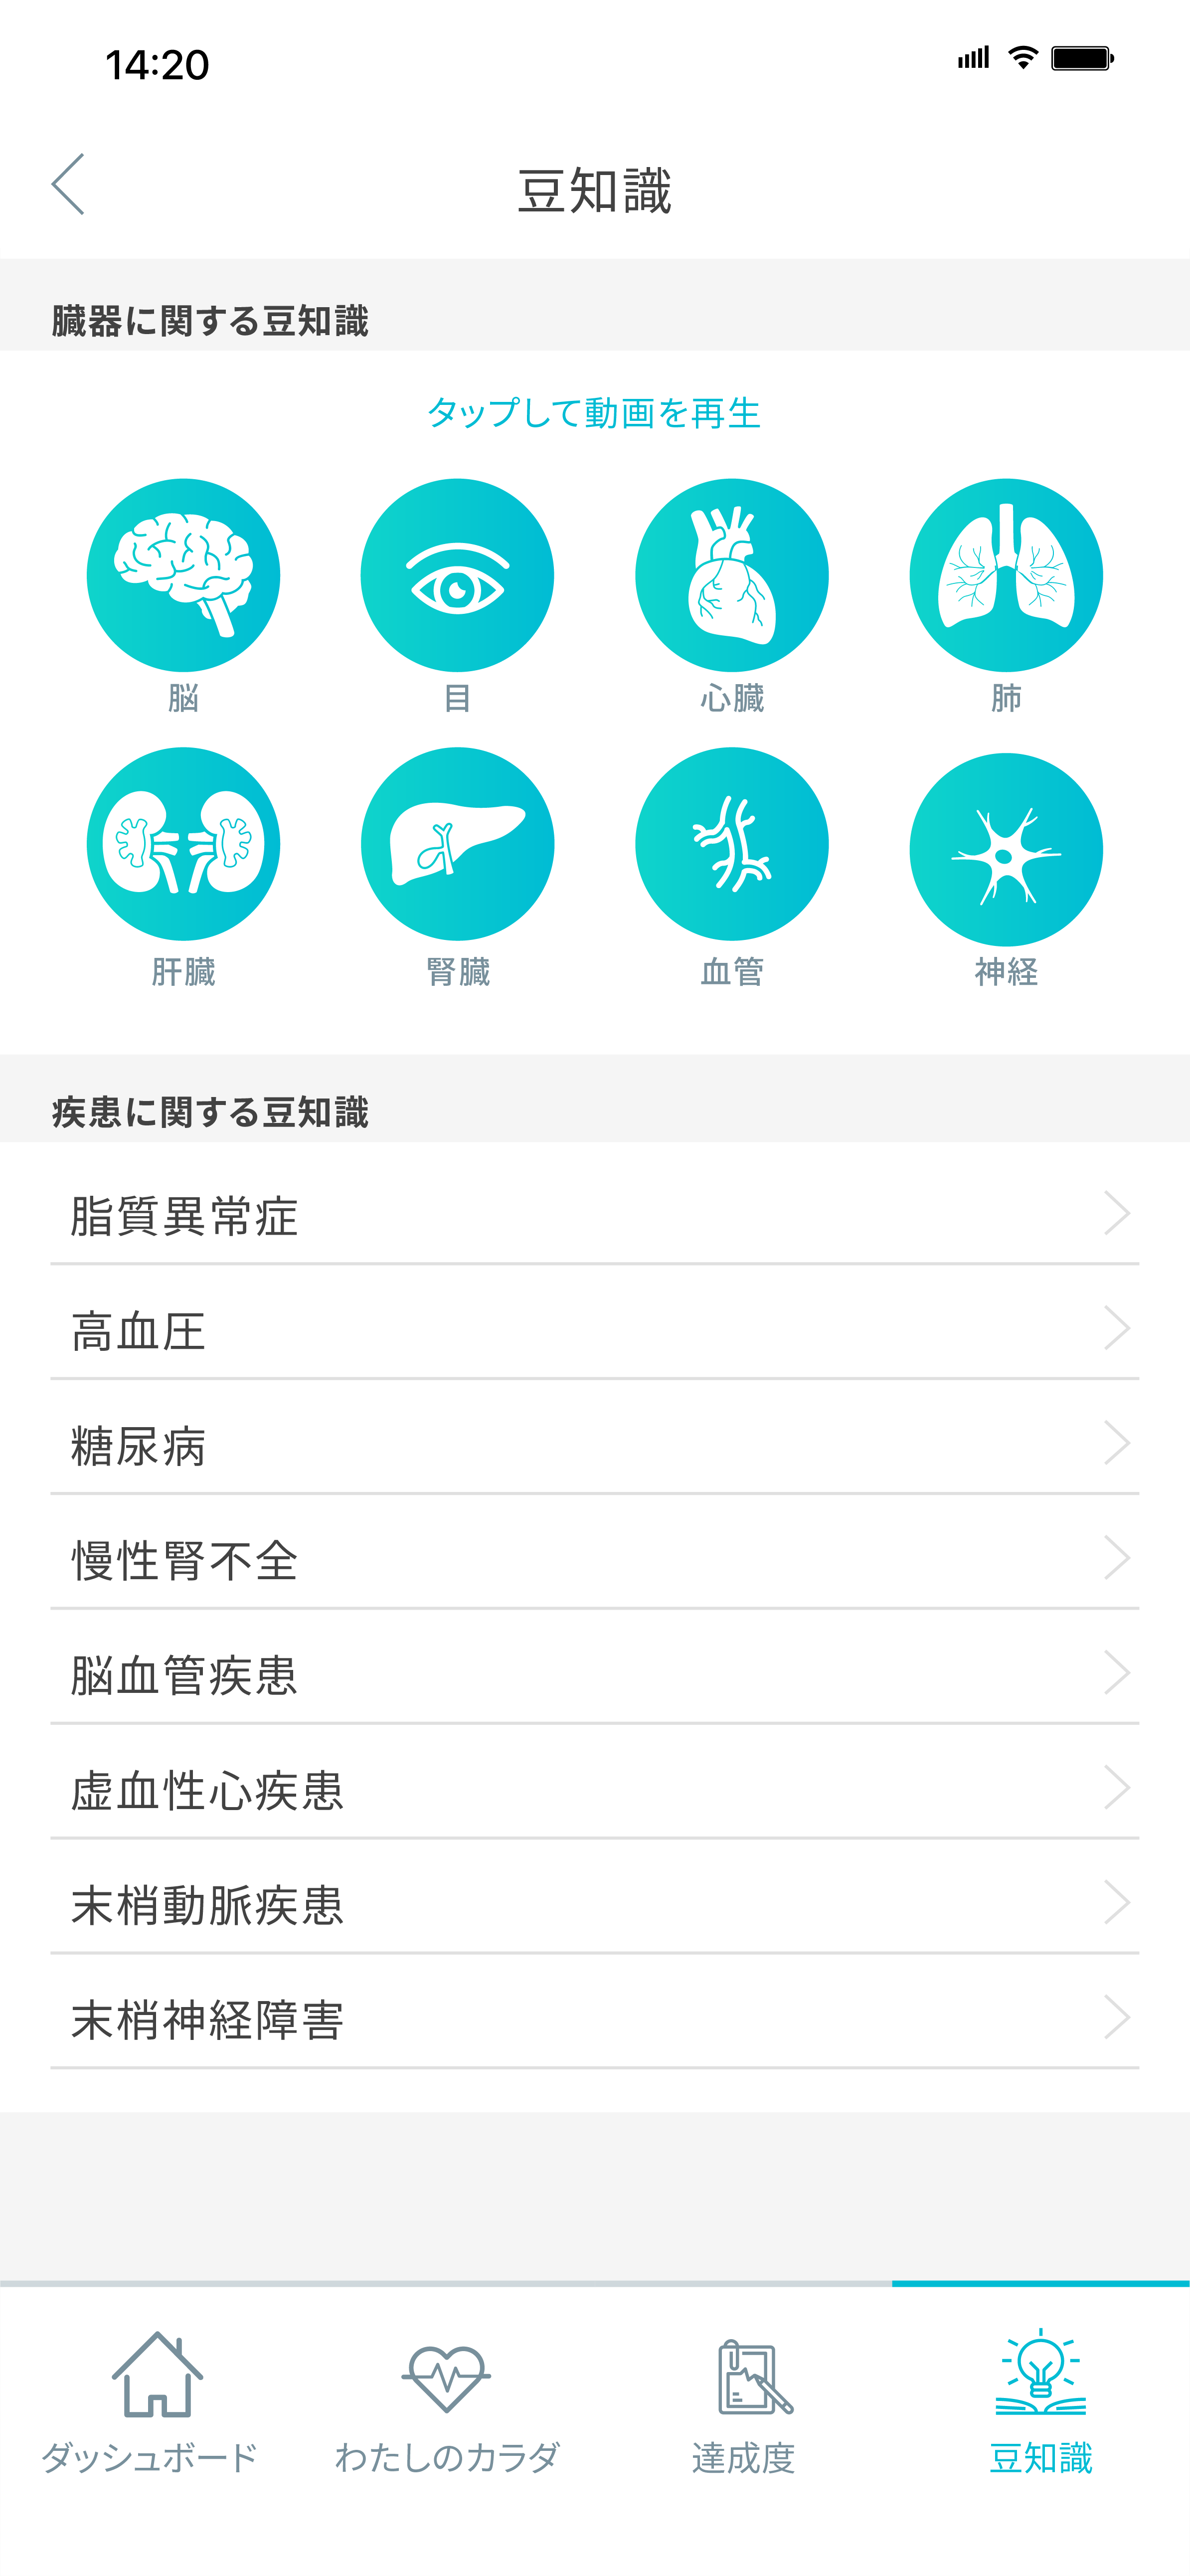 14:20
豆知識
臓器に関する豆知識
タップして動画を再生
脳 目 心臓 肺
肝臓 腎臓 血管 神経
疾患に関する豆知識
脂質異常症
高血圧
糖尿病
慢性腎不全
脳血管疾患
虚血性心疾患
末梢動脈疾患
末梢神経障害
ダッシュボード わたしのカラダ 達成度 豆知識